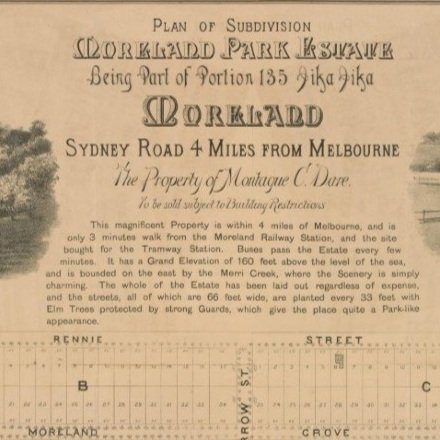 PLAN OF SUBDIVISION
MORELAND PARK ESTATE
Being Part of Portion 135 Jika Jika
MORELAND
SYDNEY ROAD 4 MILES FROM MELBOURNE
The Property of Montague C. Dare.
To be sold subject to Building Restrictions
This magnificent Property is within 4 miles of Melbourne, and is
only 3 minutes walk from the Moreland Railway Station, and the site
bought for the Tramway Station. Buses pass the Estate every few
minutes. It has a Grand Elevation of 160 feet above the level of the sea,
and is bounded on the east by the Merri Creek, where the Scenery is simply
charming. The whole of the Estate has been laid out regardless of expense,
and the streets, all of which are 66 feet wide, are planted every 33 feet with
Elm Trees protected by strong Guards, which give the place quite a Park-like
appearance.
RENNIE STREET
B
C
ROW ST
MORELAND GROVE